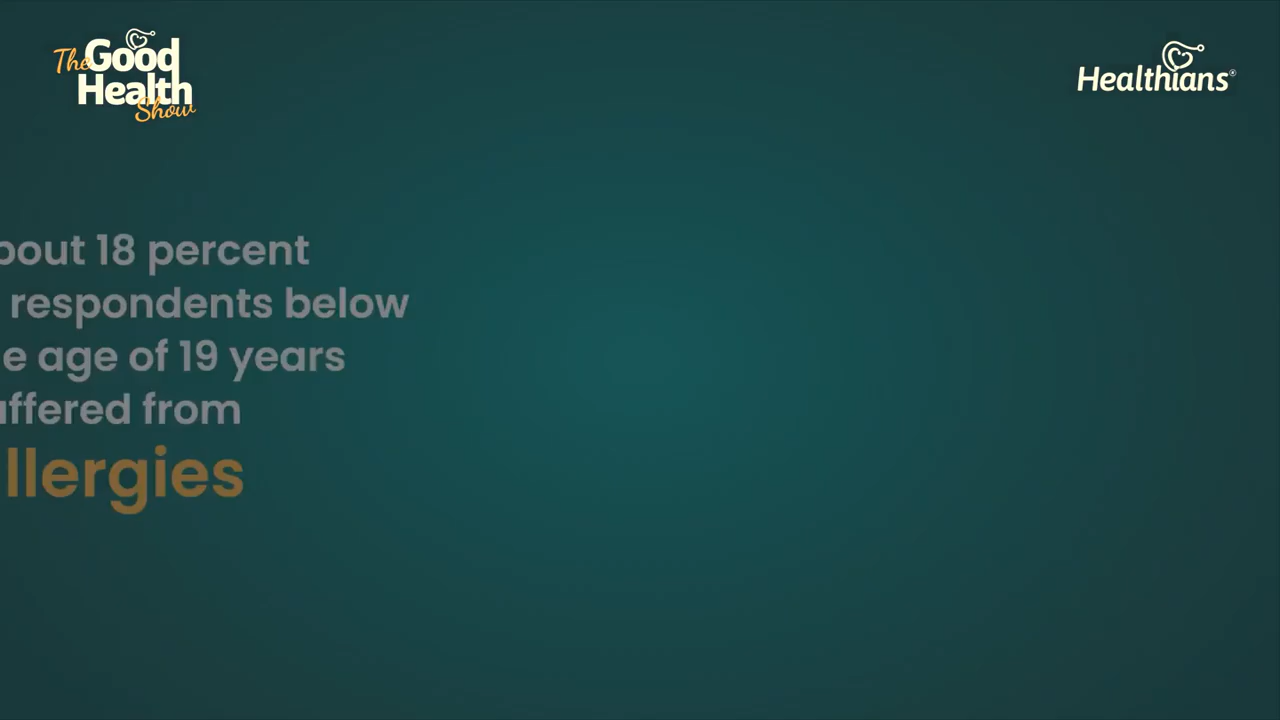 The Good
Health
Show
Healthians®
bout 18 percent
respondents below
e age of 19 years
ffered from
llergies